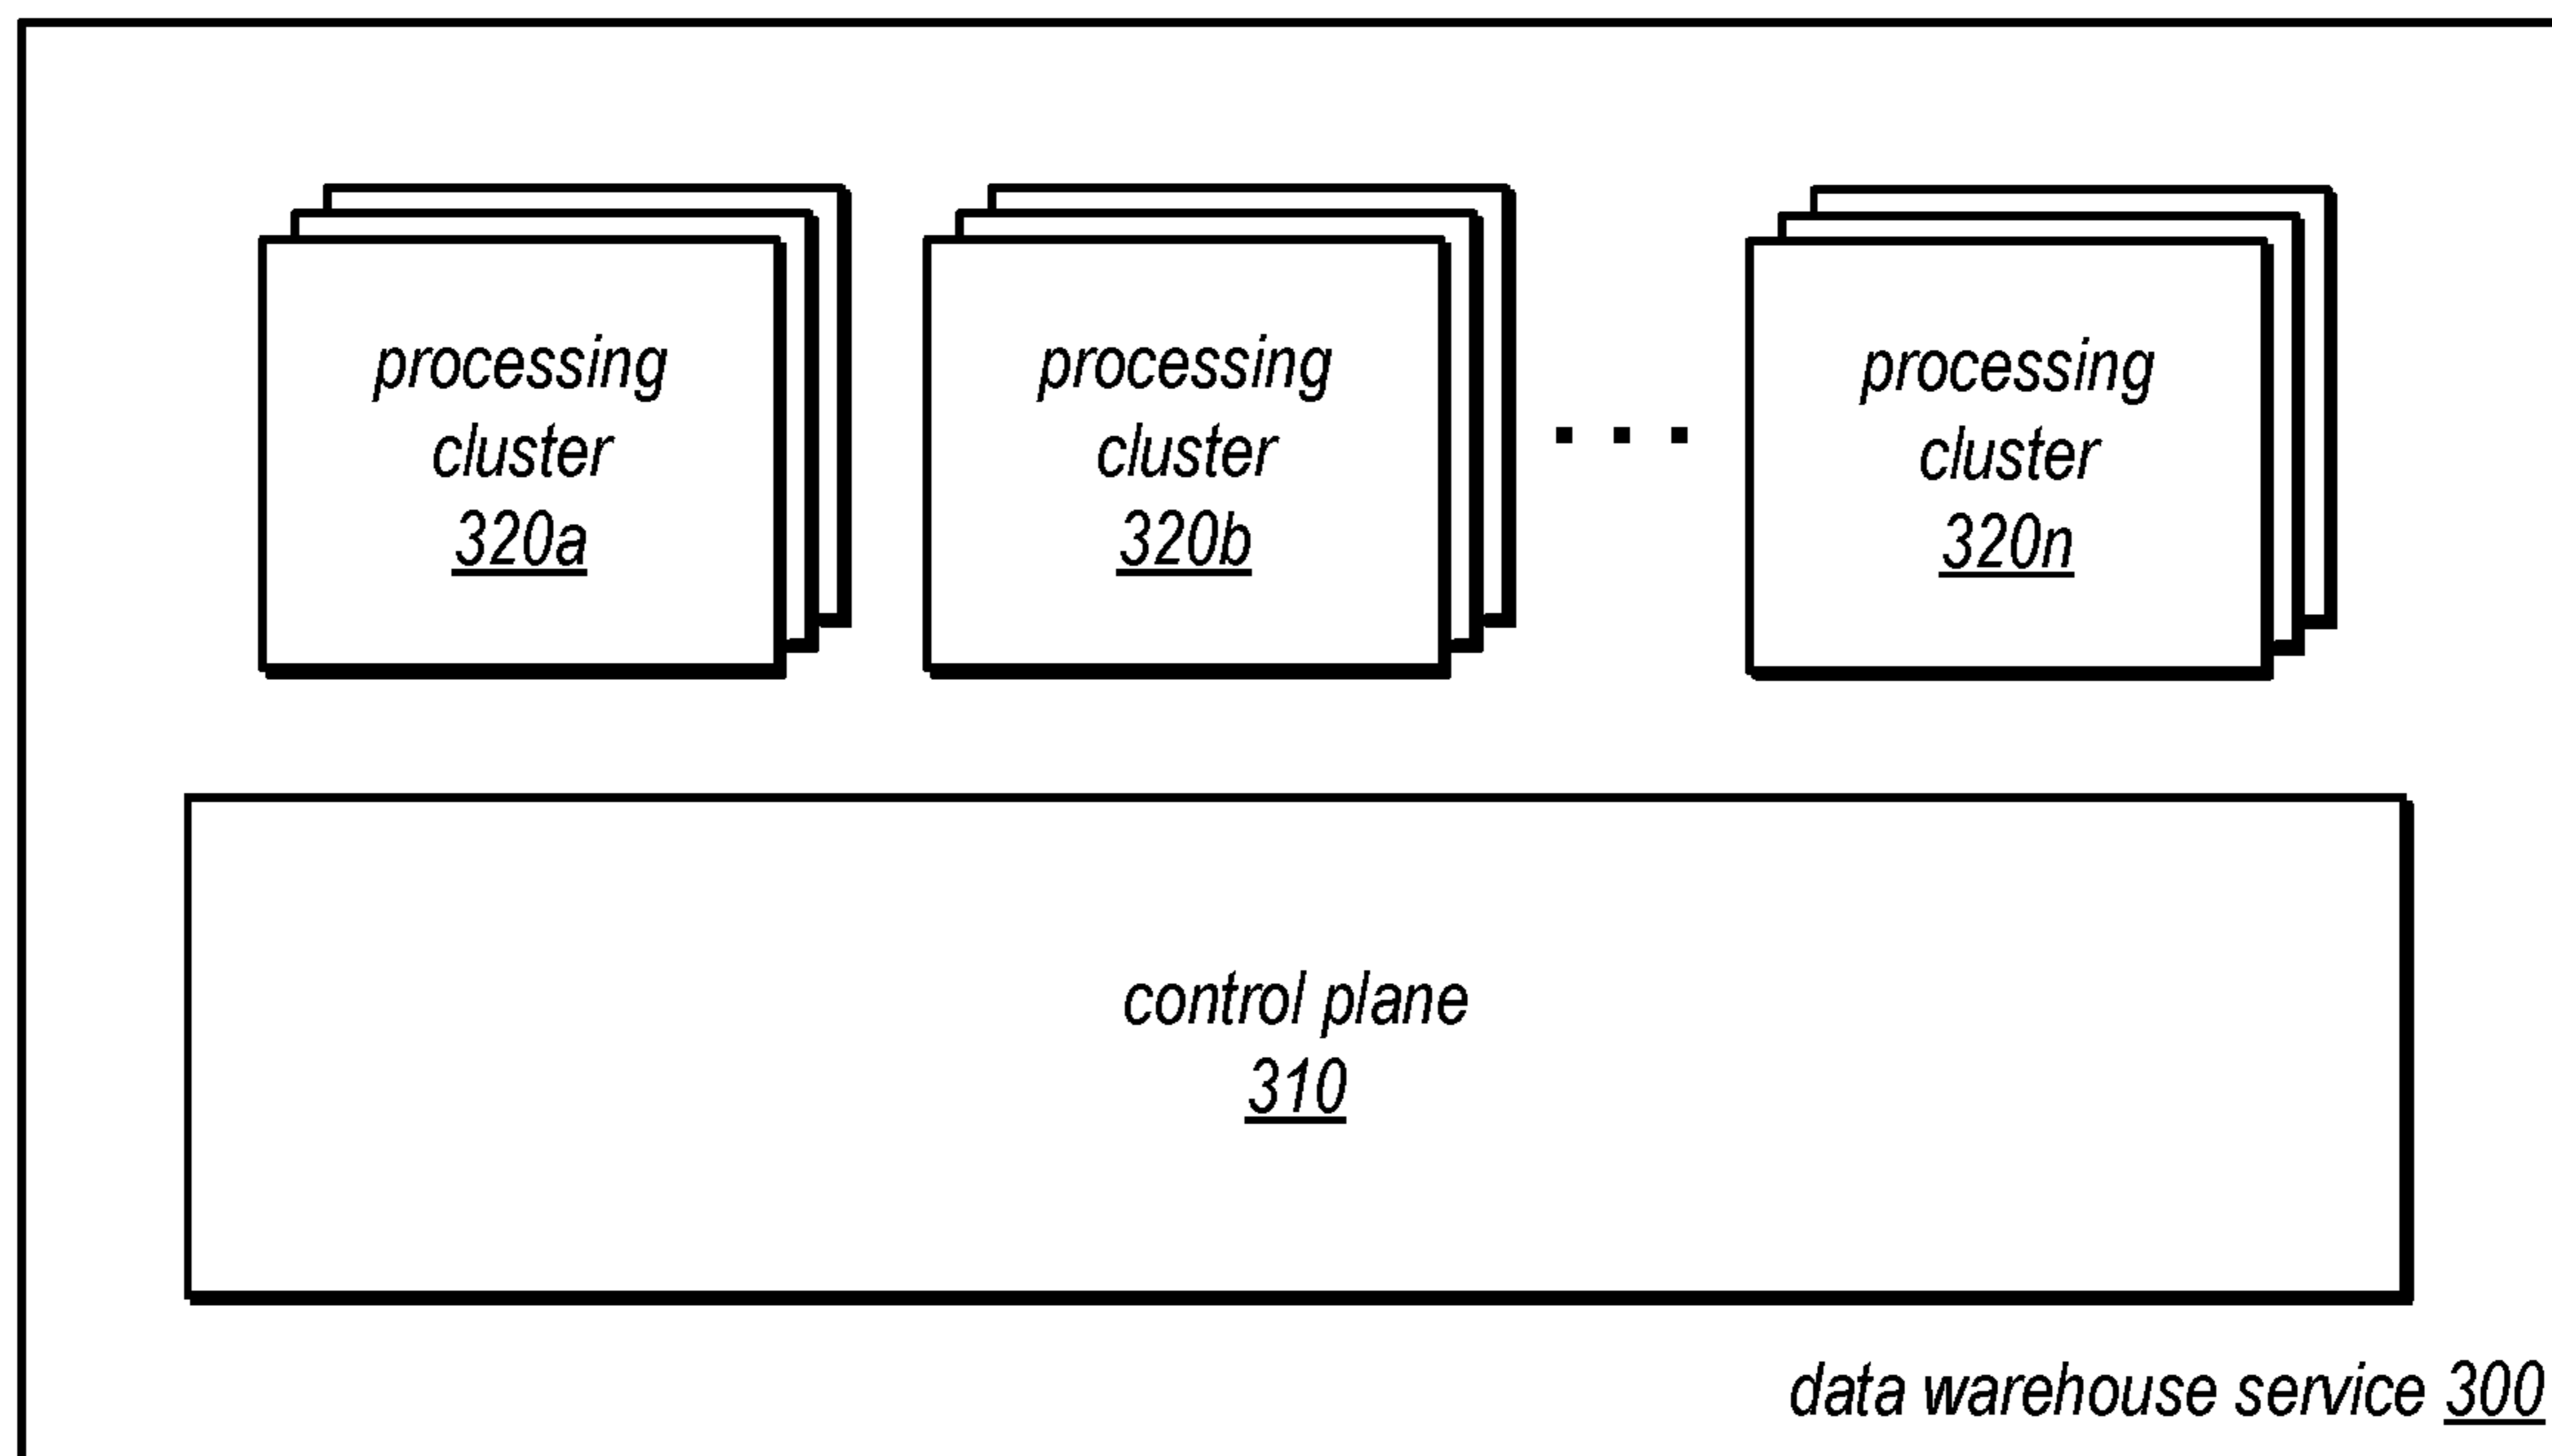 processing
cluster
320a
processing
cluster
320b
. . .
processing
cluster
320n
control plane
310
data warehouse service 300